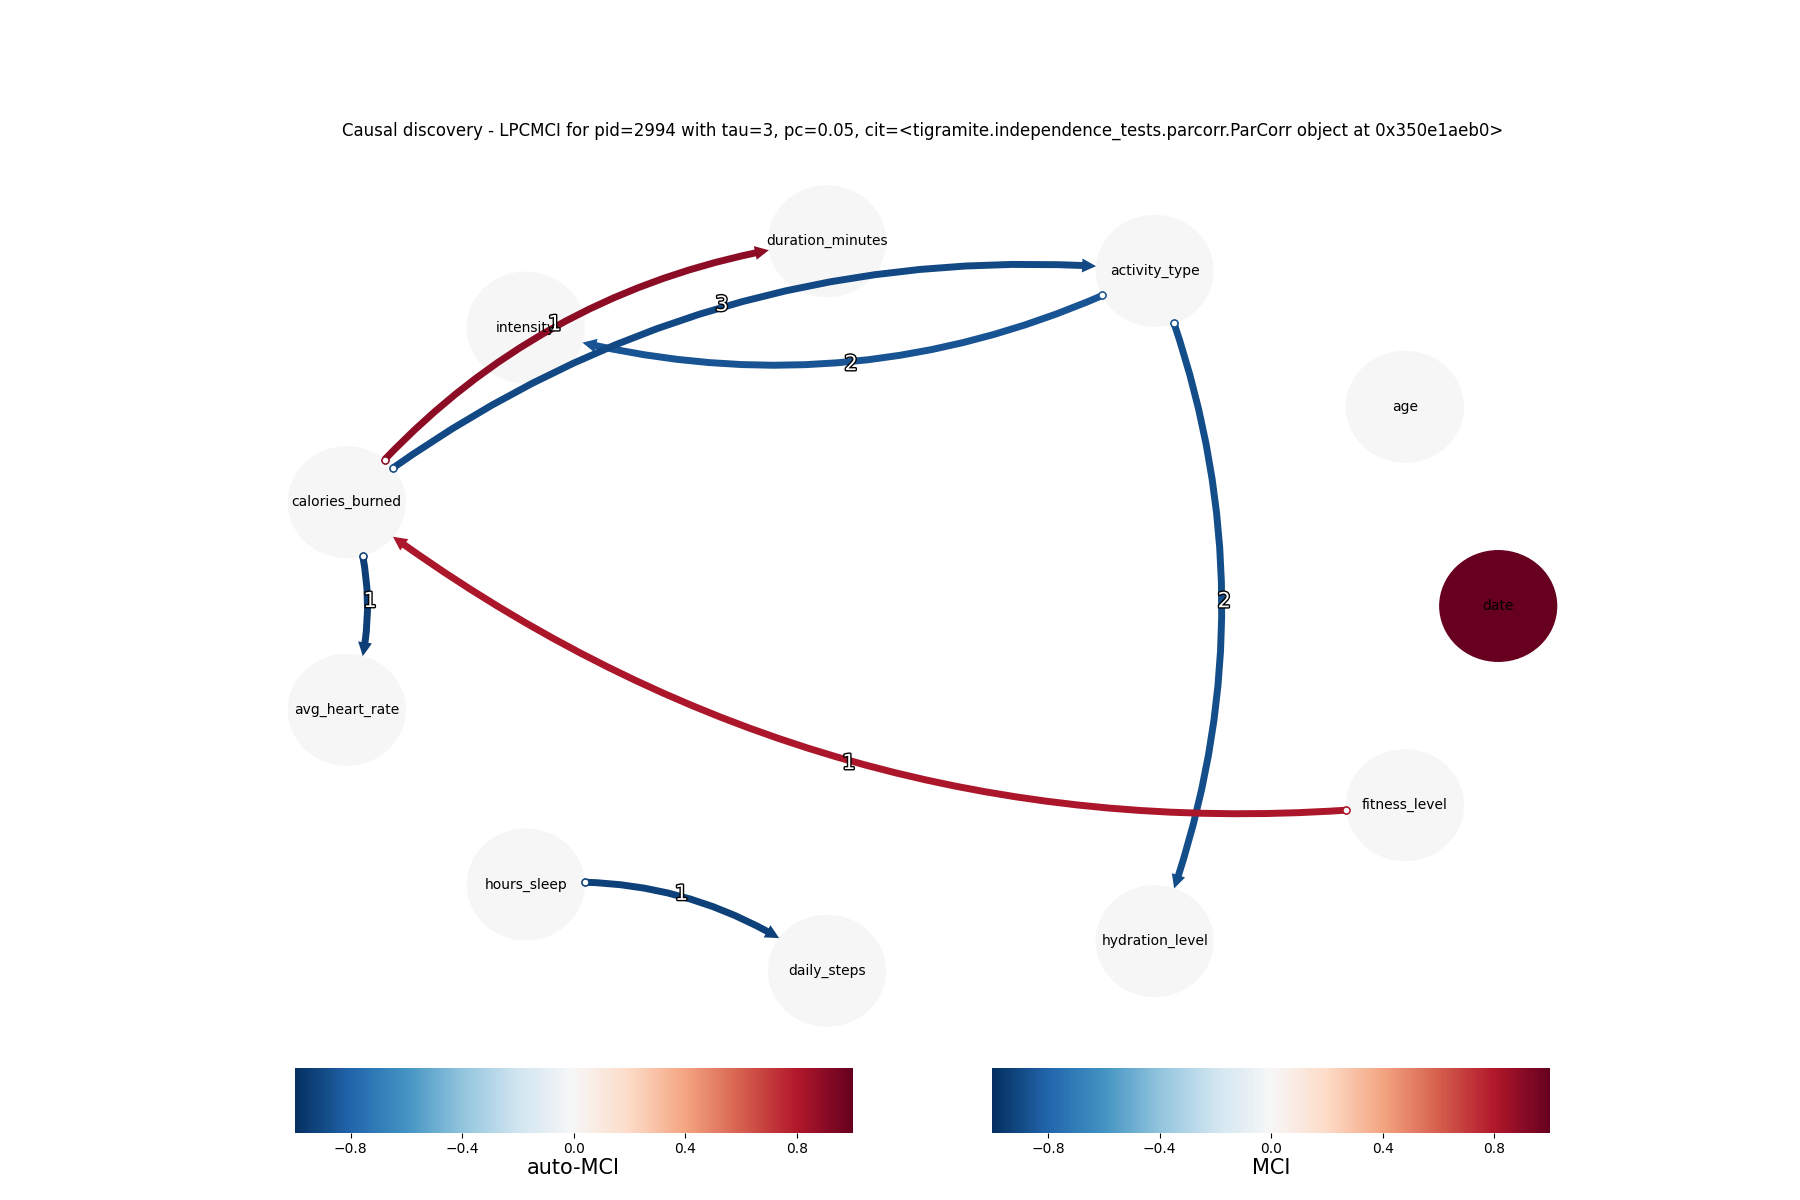 Causal discovery - LPCMCI for pid=2994 with tau=3, pc=0.05, cit=<tigramite.independence_tests.parcorr.ParCorr object at 0x350e1aeb0>
duration_minutes
activity_type
3
intensity
1
2
age
calories_burned
1
2
date
avg_heart_rate
1
fitness_level
hours_sleep
1
hydration_level
daily_steps
−0.8
−0.4
0.0
0.4
0.8
auto-MCI
−0.8
−0.4
0.0
0.4
0.8
MCI